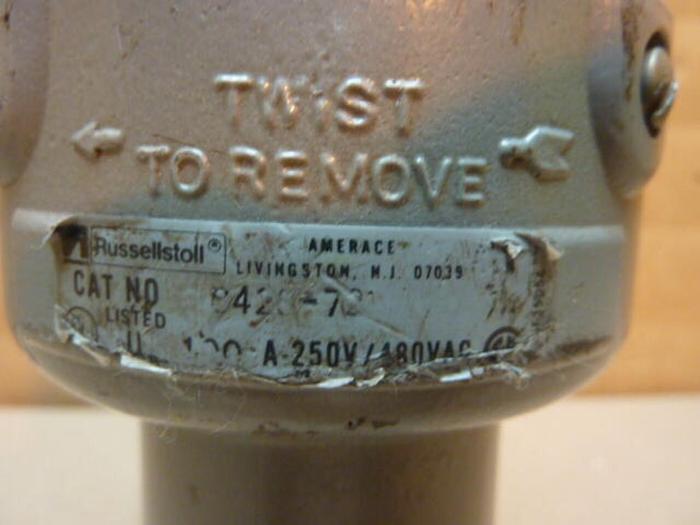 TWIST
TO REMOVE
Russellstoll®
AMERACE
LIVINGSTON, N.J. 07039
CAT NO
LISTED
A-250V/480VAC